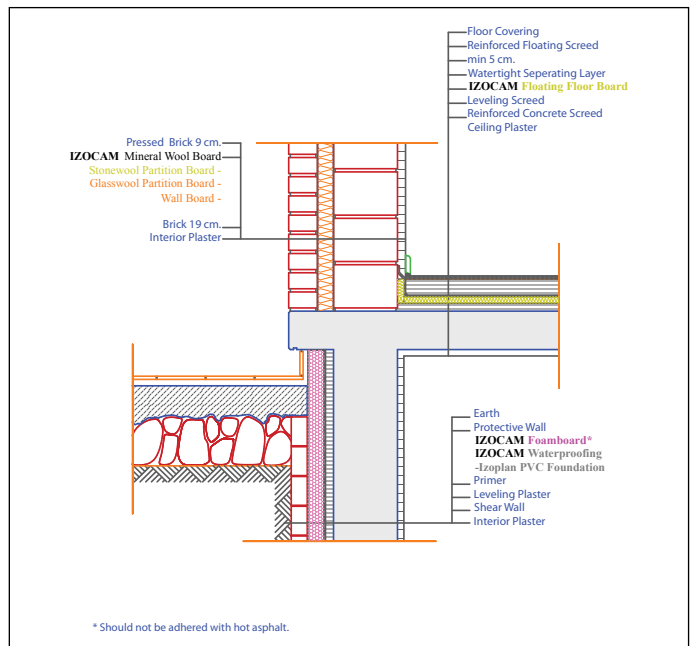 Floor Covering
Reinforced Floating Screed
min 5 cm.
Watertight Seperating Layer
IZOCAM Floating Floor Board
Leveling Screed
Reinforced Concrete Screed
Ceiling Plaster
Pressed Brick 9 cm.
IZOCAM Mineral Wool Board
Stonewool Partition Board -
Glasswool Partition Board -
Wall Board -
Brick 19 cm.
Interior Plaster
Earth
Protective Wall
IZOCAM Foamboard*
IZOCAM Waterproofing
-Izoplan PVC Foundation
Primer
Leveling Plaster
Shear Wall
Interior Plaster
* Should not be adhered with hot asphalt.